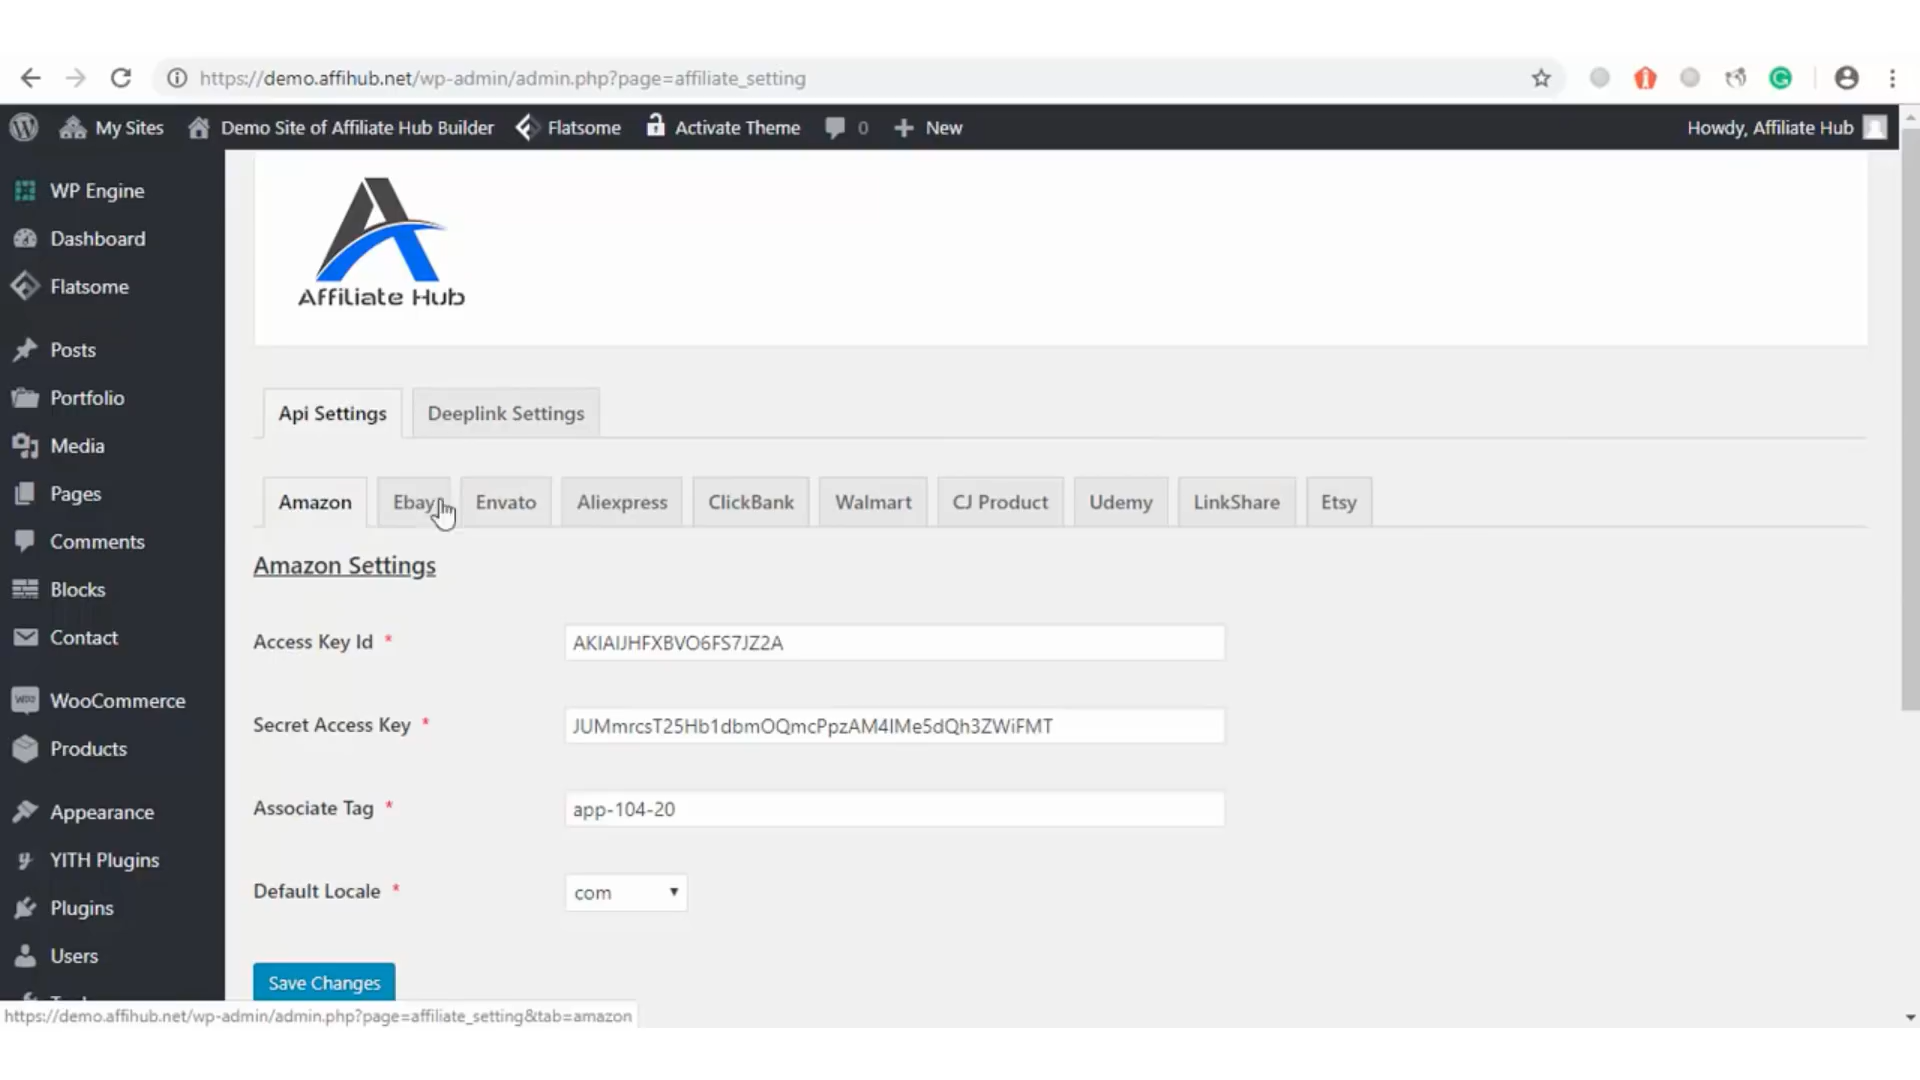 https://demo.affihub.net/wp-admin/admin.php?page=affiliate_setting
My Sites
Demo Site of Affiliate Hub Builder
Flatsome
Activate Theme
0
New
Howdy, Affiliate Hub
WP Engine
Dashboard
Flatsome
Posts
Portfolio
Media
Pages
Comments
Blocks
Contact
WooCommerce
Products
Appearance
YITH Plugins
Plugins
Users
Affiliate Hub
Api Settings
Deeplink Settings
Amazon
Ebay
Envato
Aliexpress
ClickBank
Walmart
CJ Product
Udemy
LinkShare
Etsy
Amazon Settings
Access Key Id *
AKIAIJHFXBVO6FS7JZ2A
Secret Access Key *
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
Associate Tag *
app-104-20
Default Locale *
com
Save Changes
https://demo.affihub.net/wp-admin/admin.php?page=affiliate_setting&tab=amazon